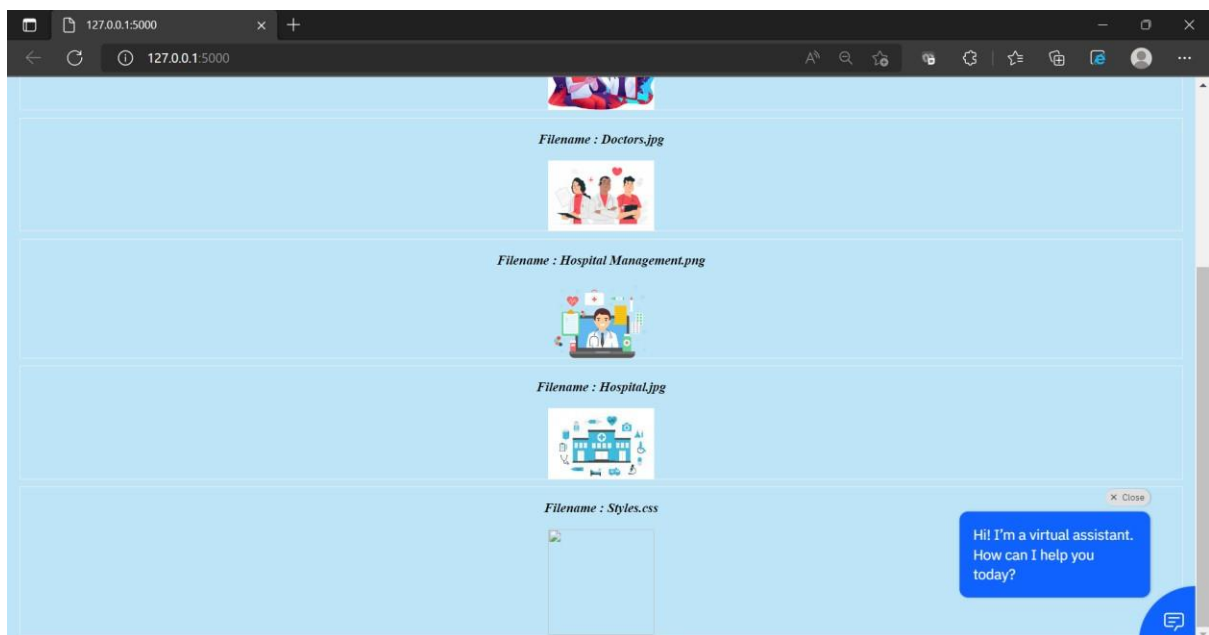 127.0.0.1:5000
127.0.0.1:5000
Filename : Doctors.jpg
Filename : Hospital Management.png
Filename : Hospital.jpg
Filename : Styles.css
× Close
Hi! I'm a virtual assistant.
How can I help you
today?